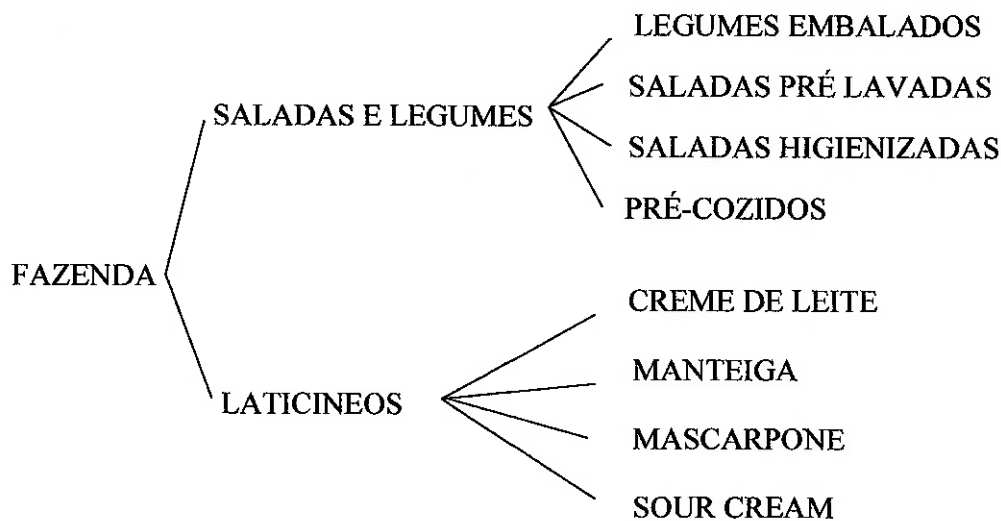 LEGUMES EMBALADOS
SALADAS PRÉ LAVADAS
SALADAS E LEGUMES
SALADAS HIGIENIZADAS
PRÉ-COZIDOS
FAZENDA
CREME DE LEITE
MANTEIGA
LATICINEOS
MASCARPONE
SOUR CREAM